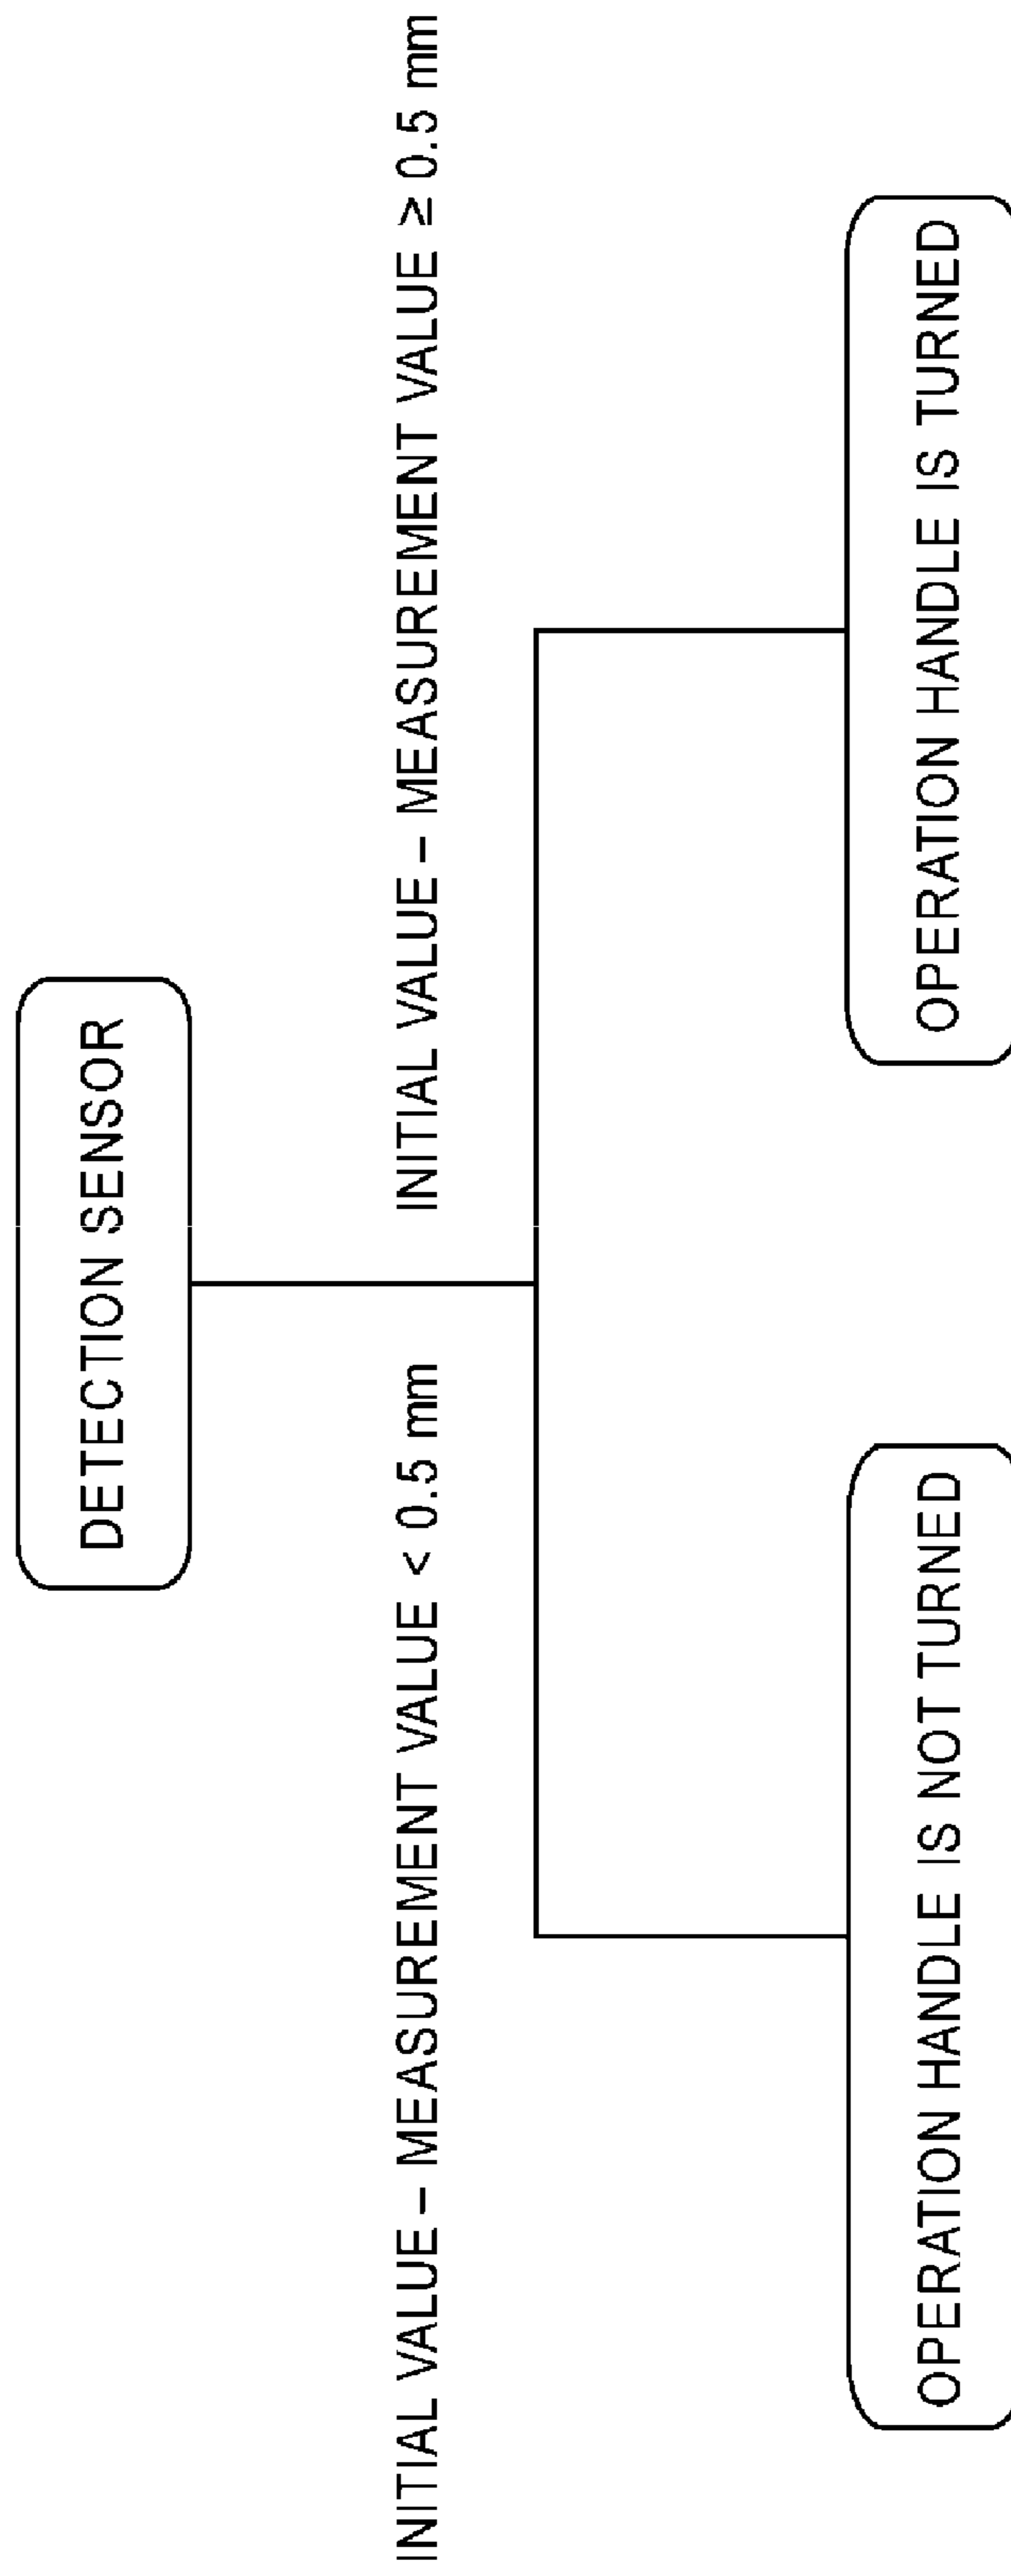 DETECTION SENSOR
INITIAL VALUE – MEASUREMENT VALUE < 0.5 mm
INITIAL VALUE – MEASUREMENT VALUE ≥ 0.5 mm
OPERATION HANDLE IS NOT TURNED
OPERATION HANDLE IS TURNED